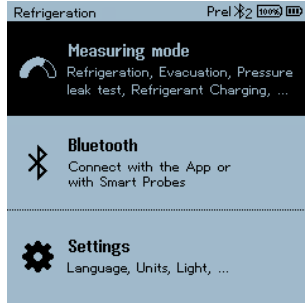 Refrigeration Prel 2 100%
Measuring mode
Refrigeration, Evacuation, Pressure
leak test, Refrigerant Charging, ...
Bluetooth
Connect with the App or
with Smart Probes
Settings
Language, Units, Light, ...